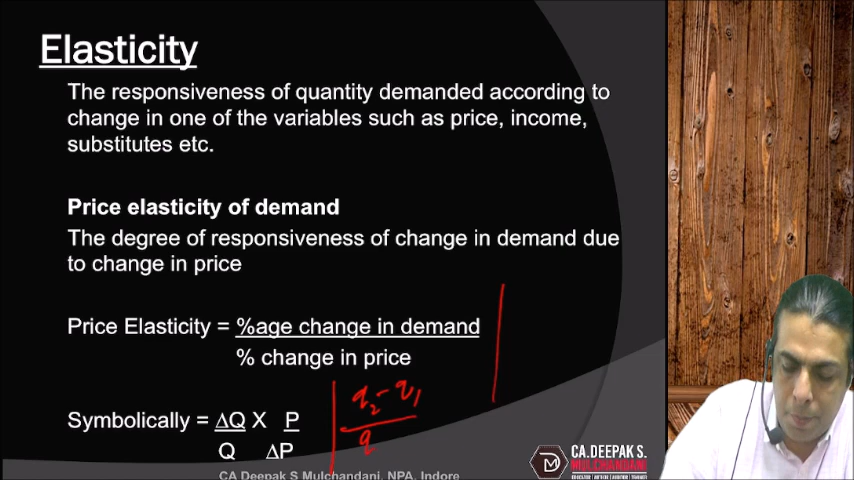 Elasticity
The responsiveness of quantity demanded according to
change in one of the variables such as price, income,
substitutes etc.
Price elasticity of demand
The degree of responsiveness of change in demand due
to change in price
Price Elasticity = %age change in demand
% change in price
q₂-q₁
Symbolically = ΔQ X P
q
Q ΔP
CA.DEEPAK S.
MULCHANDANI
CA Deepak S Mulchandani, NPA, Indore